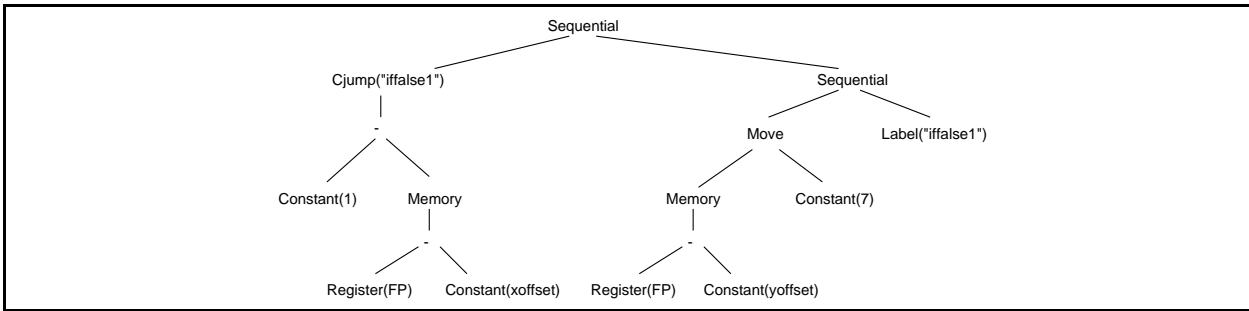 Sequential
Cjump("iffalse1") Sequential
- Move Label("iffalse1")
Constant(1) Memory Memory Constant(7)
- -
Register(FP) Constant(xoffset) Register(FP) Constant(yoffset)